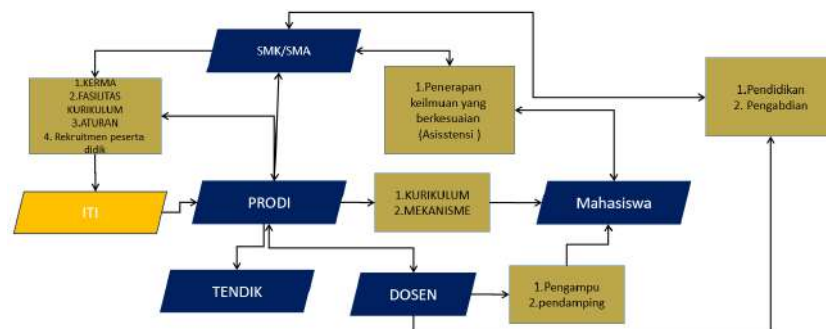 SMK/SMA
1.KERMA
2.FASILITAS
KURIKULUM
3.ATURAN
4. Rekruitmen peserta
didik
1.Penerapan
keilmuan yang
berkesuaian
(Asisstensi )
1.Pendidikan
2. Pengabdian
ITI
PRODI
1.KURIKULUM
2.MEKANISME
Mahasiswa
TENDIK
DOSEN
1.Pengampu
2.pendamping